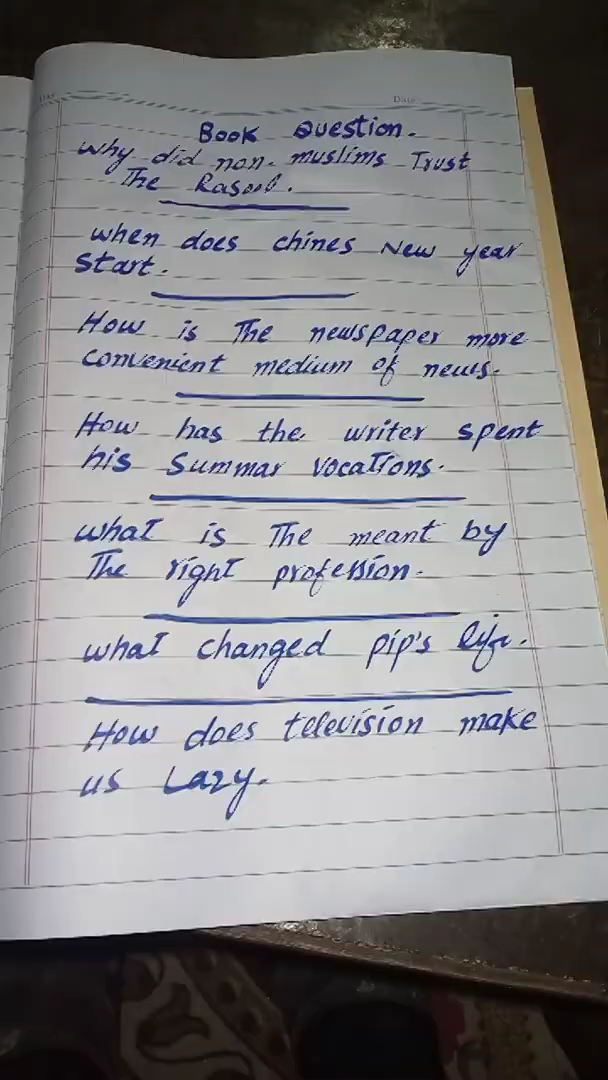 Date
Book Question.
why did non-muslims Trust
The Rasool.
when does chines New year
Start.
How is The newspaper more
convenient medium of news.
How has the writer spent
his Summar vocations.
what is The meant by
The right profession.
what changed pip's life.
How does television make
us Lazy.